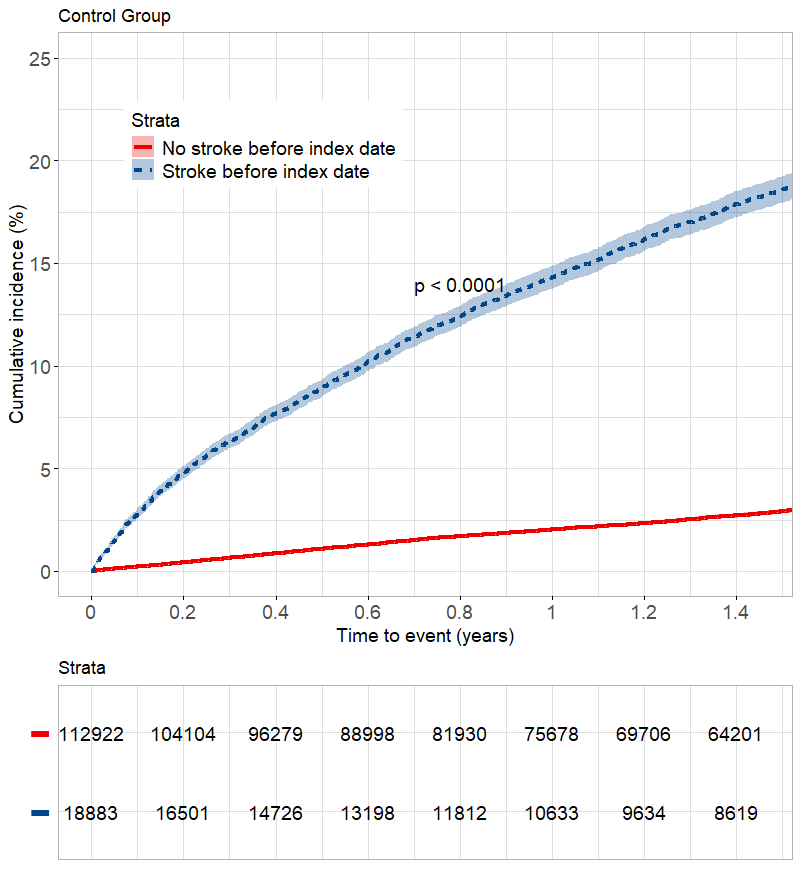 Control Group
25
20
15
10
5
0
Cumulative incidence (%)
Strata
No stroke before index date
Stroke before index date
p < 0.0001
0 0.2 0.4 0.6 0.8 1 1.2 1.4
Time to event (years)
Strata
112922 104104 96279 88998 81930 75678 69706 64201
18883 16501 14726 13198 11812 10633 9634 8619